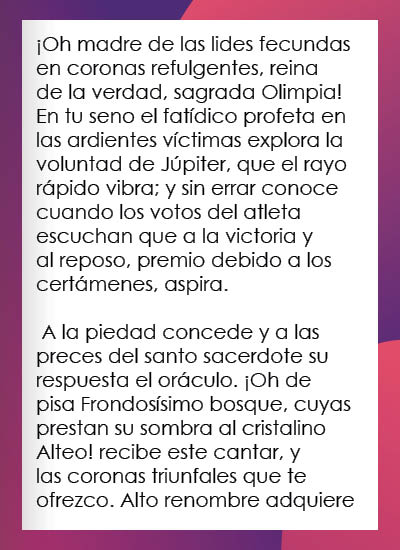 ¡Oh madre de las lides fecundas
en coronas refulgentes, reina
de la verdad, sagrada Olimpia!
En tu seno el fatídico profeta en
las ardientes víctimas explora la
voluntad de Júpiter, que el rayo
rápido vibra; y sin errar conoce
cuando los votos del atleta
escuchan que a la victoria y
al reposo, premio debido a los
certámenes, aspira.
A la piedad concede y a las
preces del santo sacerdote su
respuesta el oráculo. ¡Oh de
pisa Frondosísimo bosque, cuyas
prestan su sombra al cristalino
Alteo! recibe este cantar, y
las coronas triunfales que te
ofrezco. Alto renombre adquiere